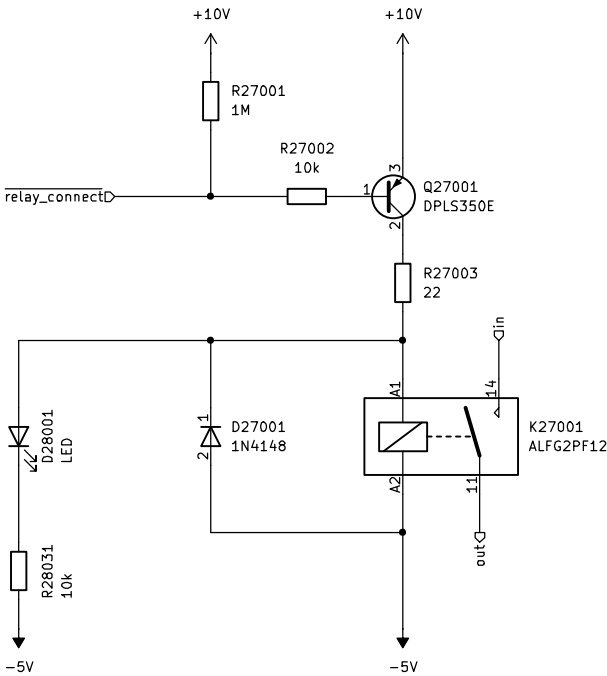 +10V
+10V
R27001
1M
R27002
10k
relay_connect
1
3
2
Q27001
DPLS350E
R27003
22
in
14
A1
D28001
LED
1
2
D27001
1N4148
K27001
ALFG2PF12
A2
11
out
R28031
10k
-5V
-5V